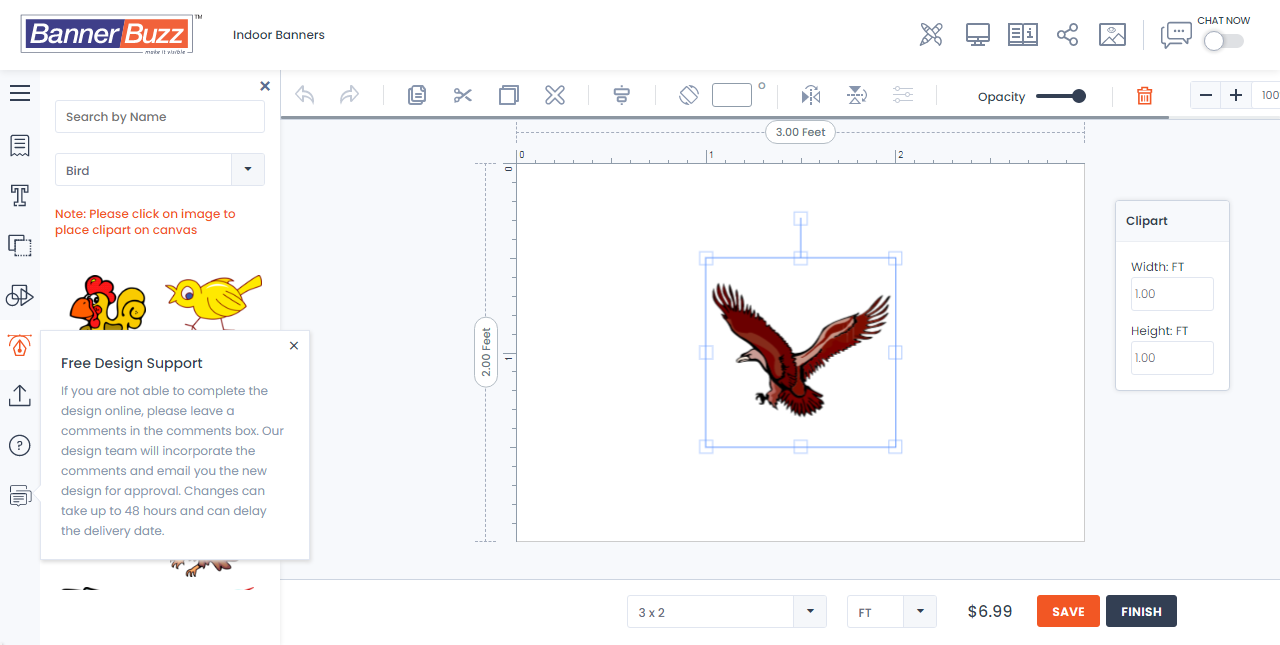 Banner Buzz
TM
make it visible
Indoor Banners
CHAT NOW
Search by Name
Bird
Note: Please click on image to
place clipart on canvas
Free Design Support
If you are not able to complete the
design online, please leave a
comments in the comments box. Our
design team will incorporate the
comments and email you the new
design for approval. Changes can
take up to 48 hours and can delay
the delivery date.
Opacity
100
3.00 Feet
0
1
2
0
1
2.00 Feet
Clipart
Width: FT
1.00
Height: FT
1.00
3 x 2
FT
$6.99
SAVE
FINISH